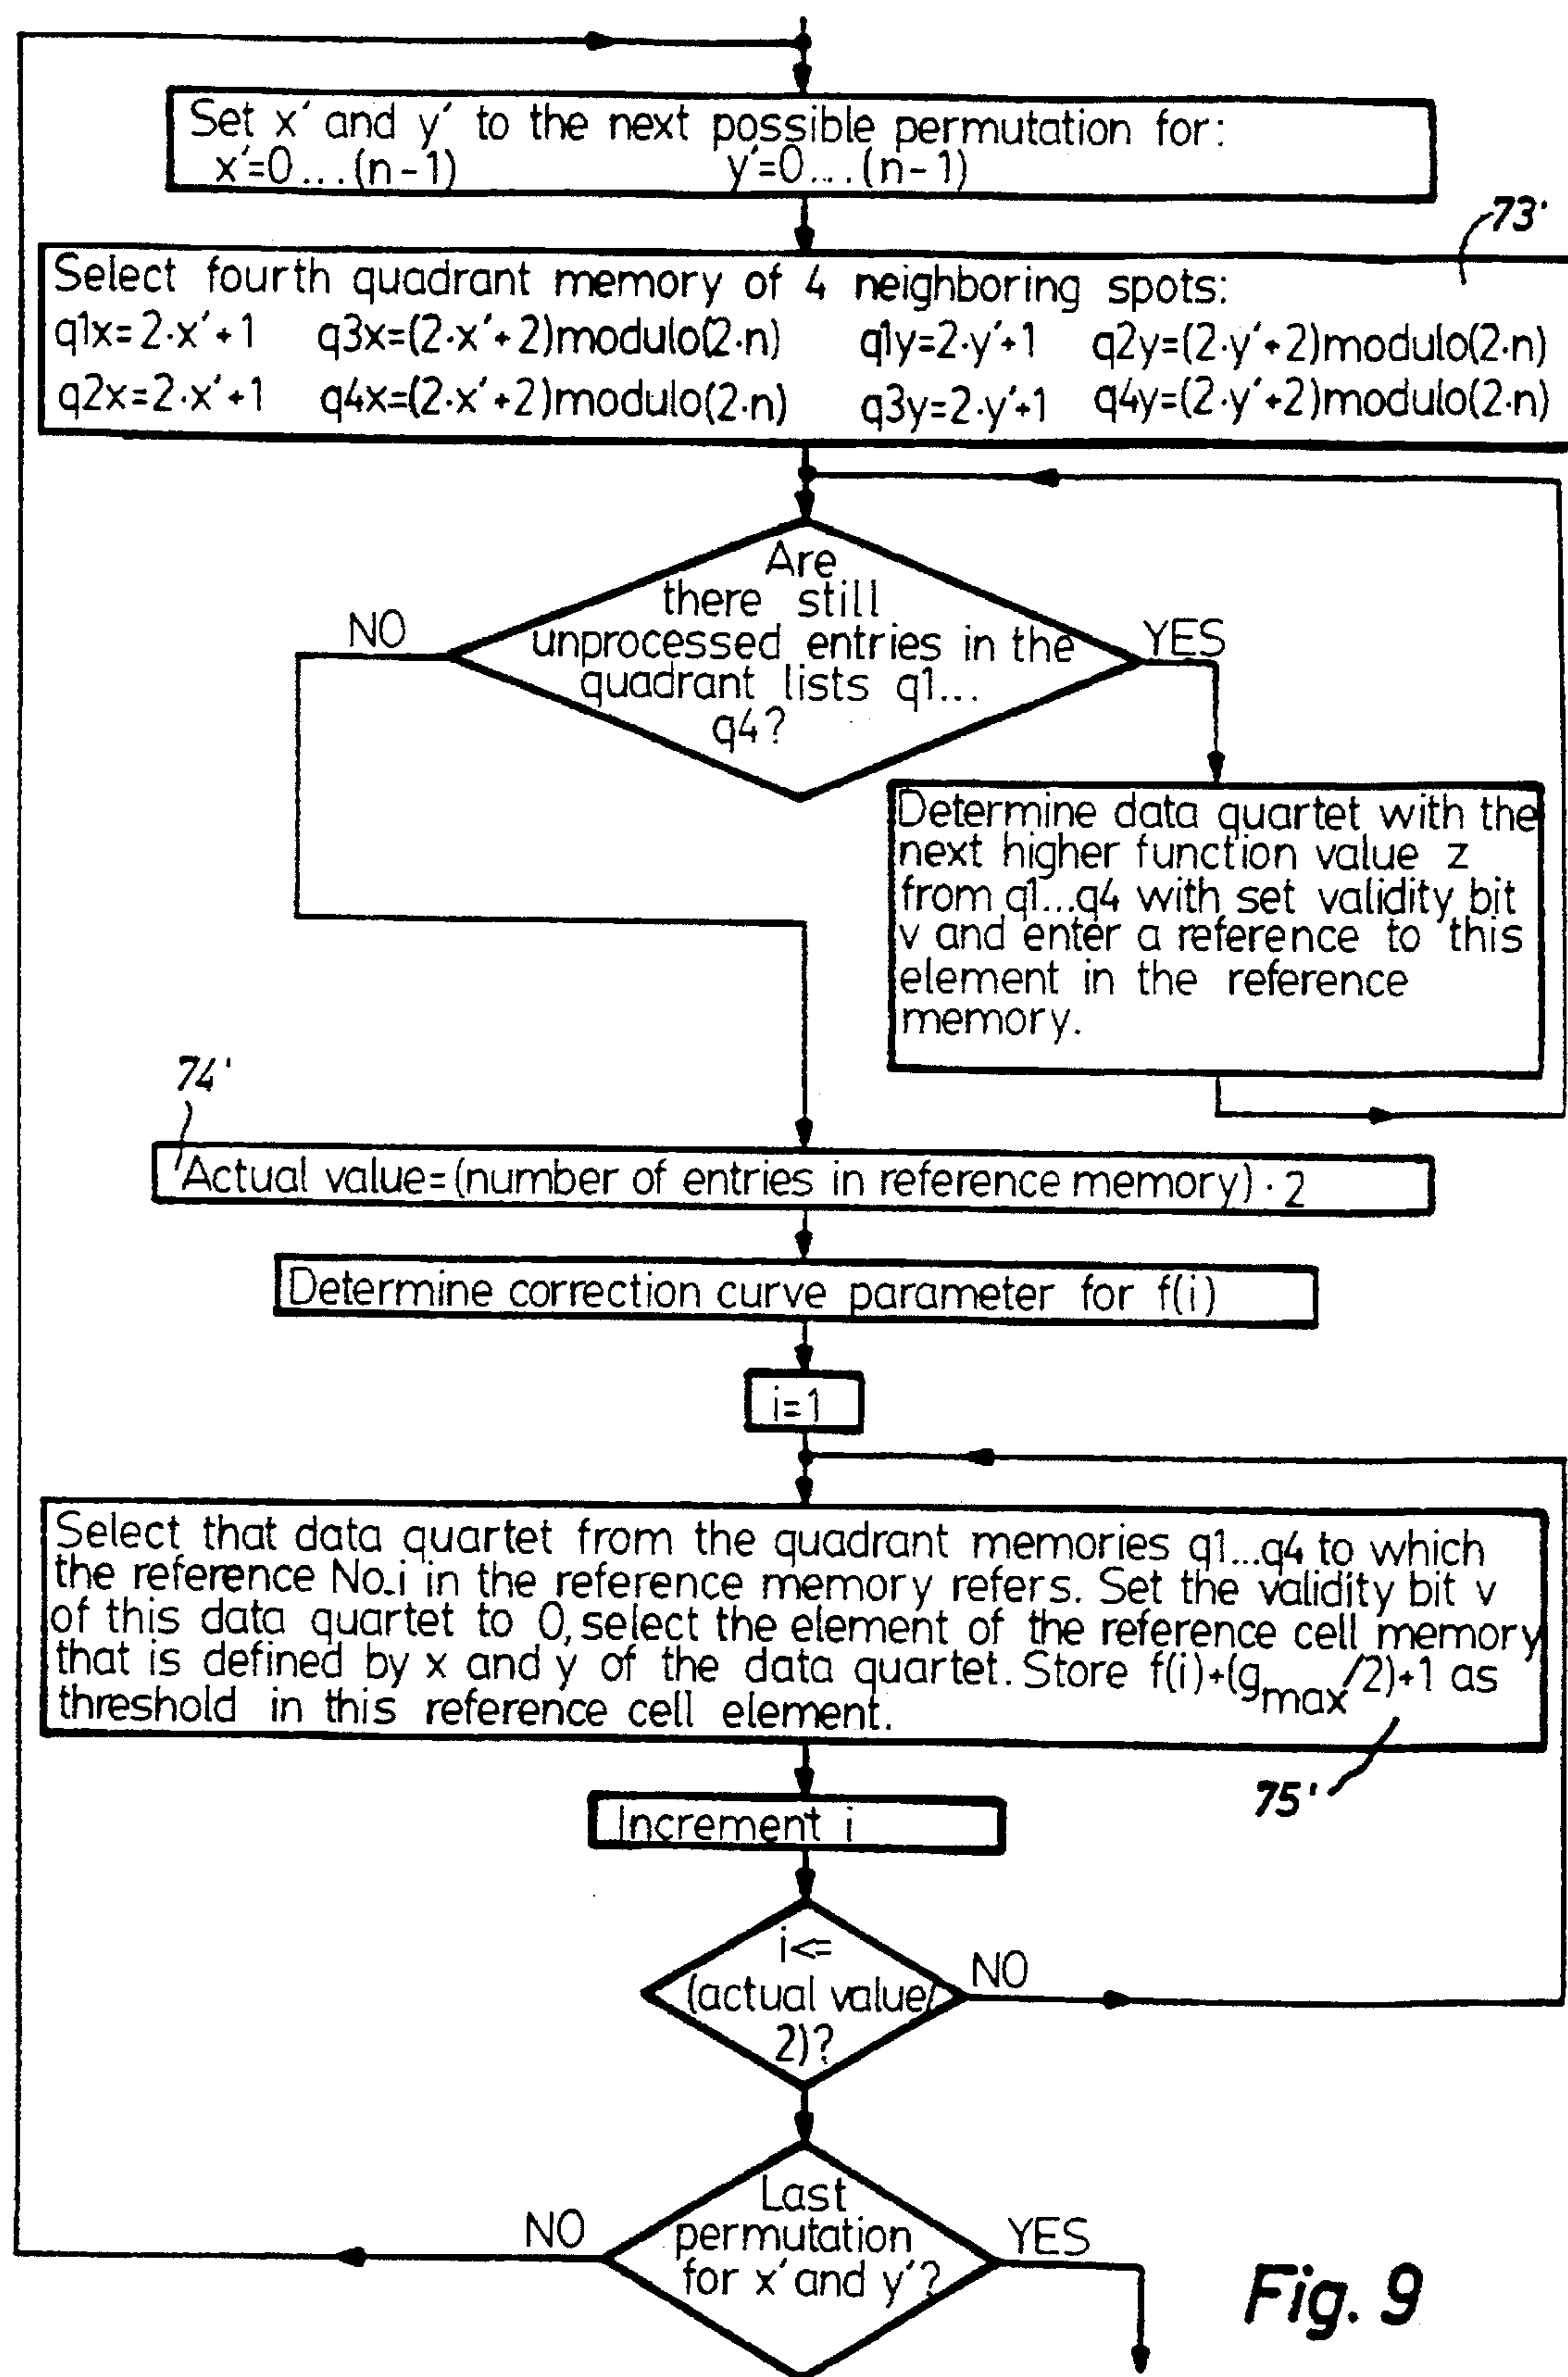 Set x' and y' to the next possible permutation for:
x'=0...(n-1) y'=0...(n-1)
73'
Select fourth quadrant memory of 4 neighboring spots:
q1x=2·x'+1 q3x=(2·x'+2)modulo(2·n) q1y=2·y'+1 q2y=(2·y'+2)modulo(2·n)
q2x=2·x'+1 q4x=(2·x'+2)modulo(2·n) q3y=2·y'+1 q4y=(2·y'+2)modulo(2·n)
Are
there still
unprocessed entries in the
quadrant lists q1...
q4?
NO
YES
Determine data quartet with the
next higher function value z
from q1...q4 with set validity bit
v and enter a reference to this
element in the reference
memory.
74'
Actual value=(number of entries in reference memory)·2
Determine correction curve parameter for f(i)
i=1
Select that data quartet from the quadrant memories q1...q4 to which
the reference No.i in the reference memory refers. Set the validity bit v
of this data quartet to 0, select the element of the reference cell memory
that is defined by x and y of the data quartet. Store f(i)+(gmax/2)+1 as
threshold in this reference cell element.
75'
Increment i
i<=
(actual value/
2)?
NO
Last
permutation
for x' and y'?
NO
YES
Fig. 9